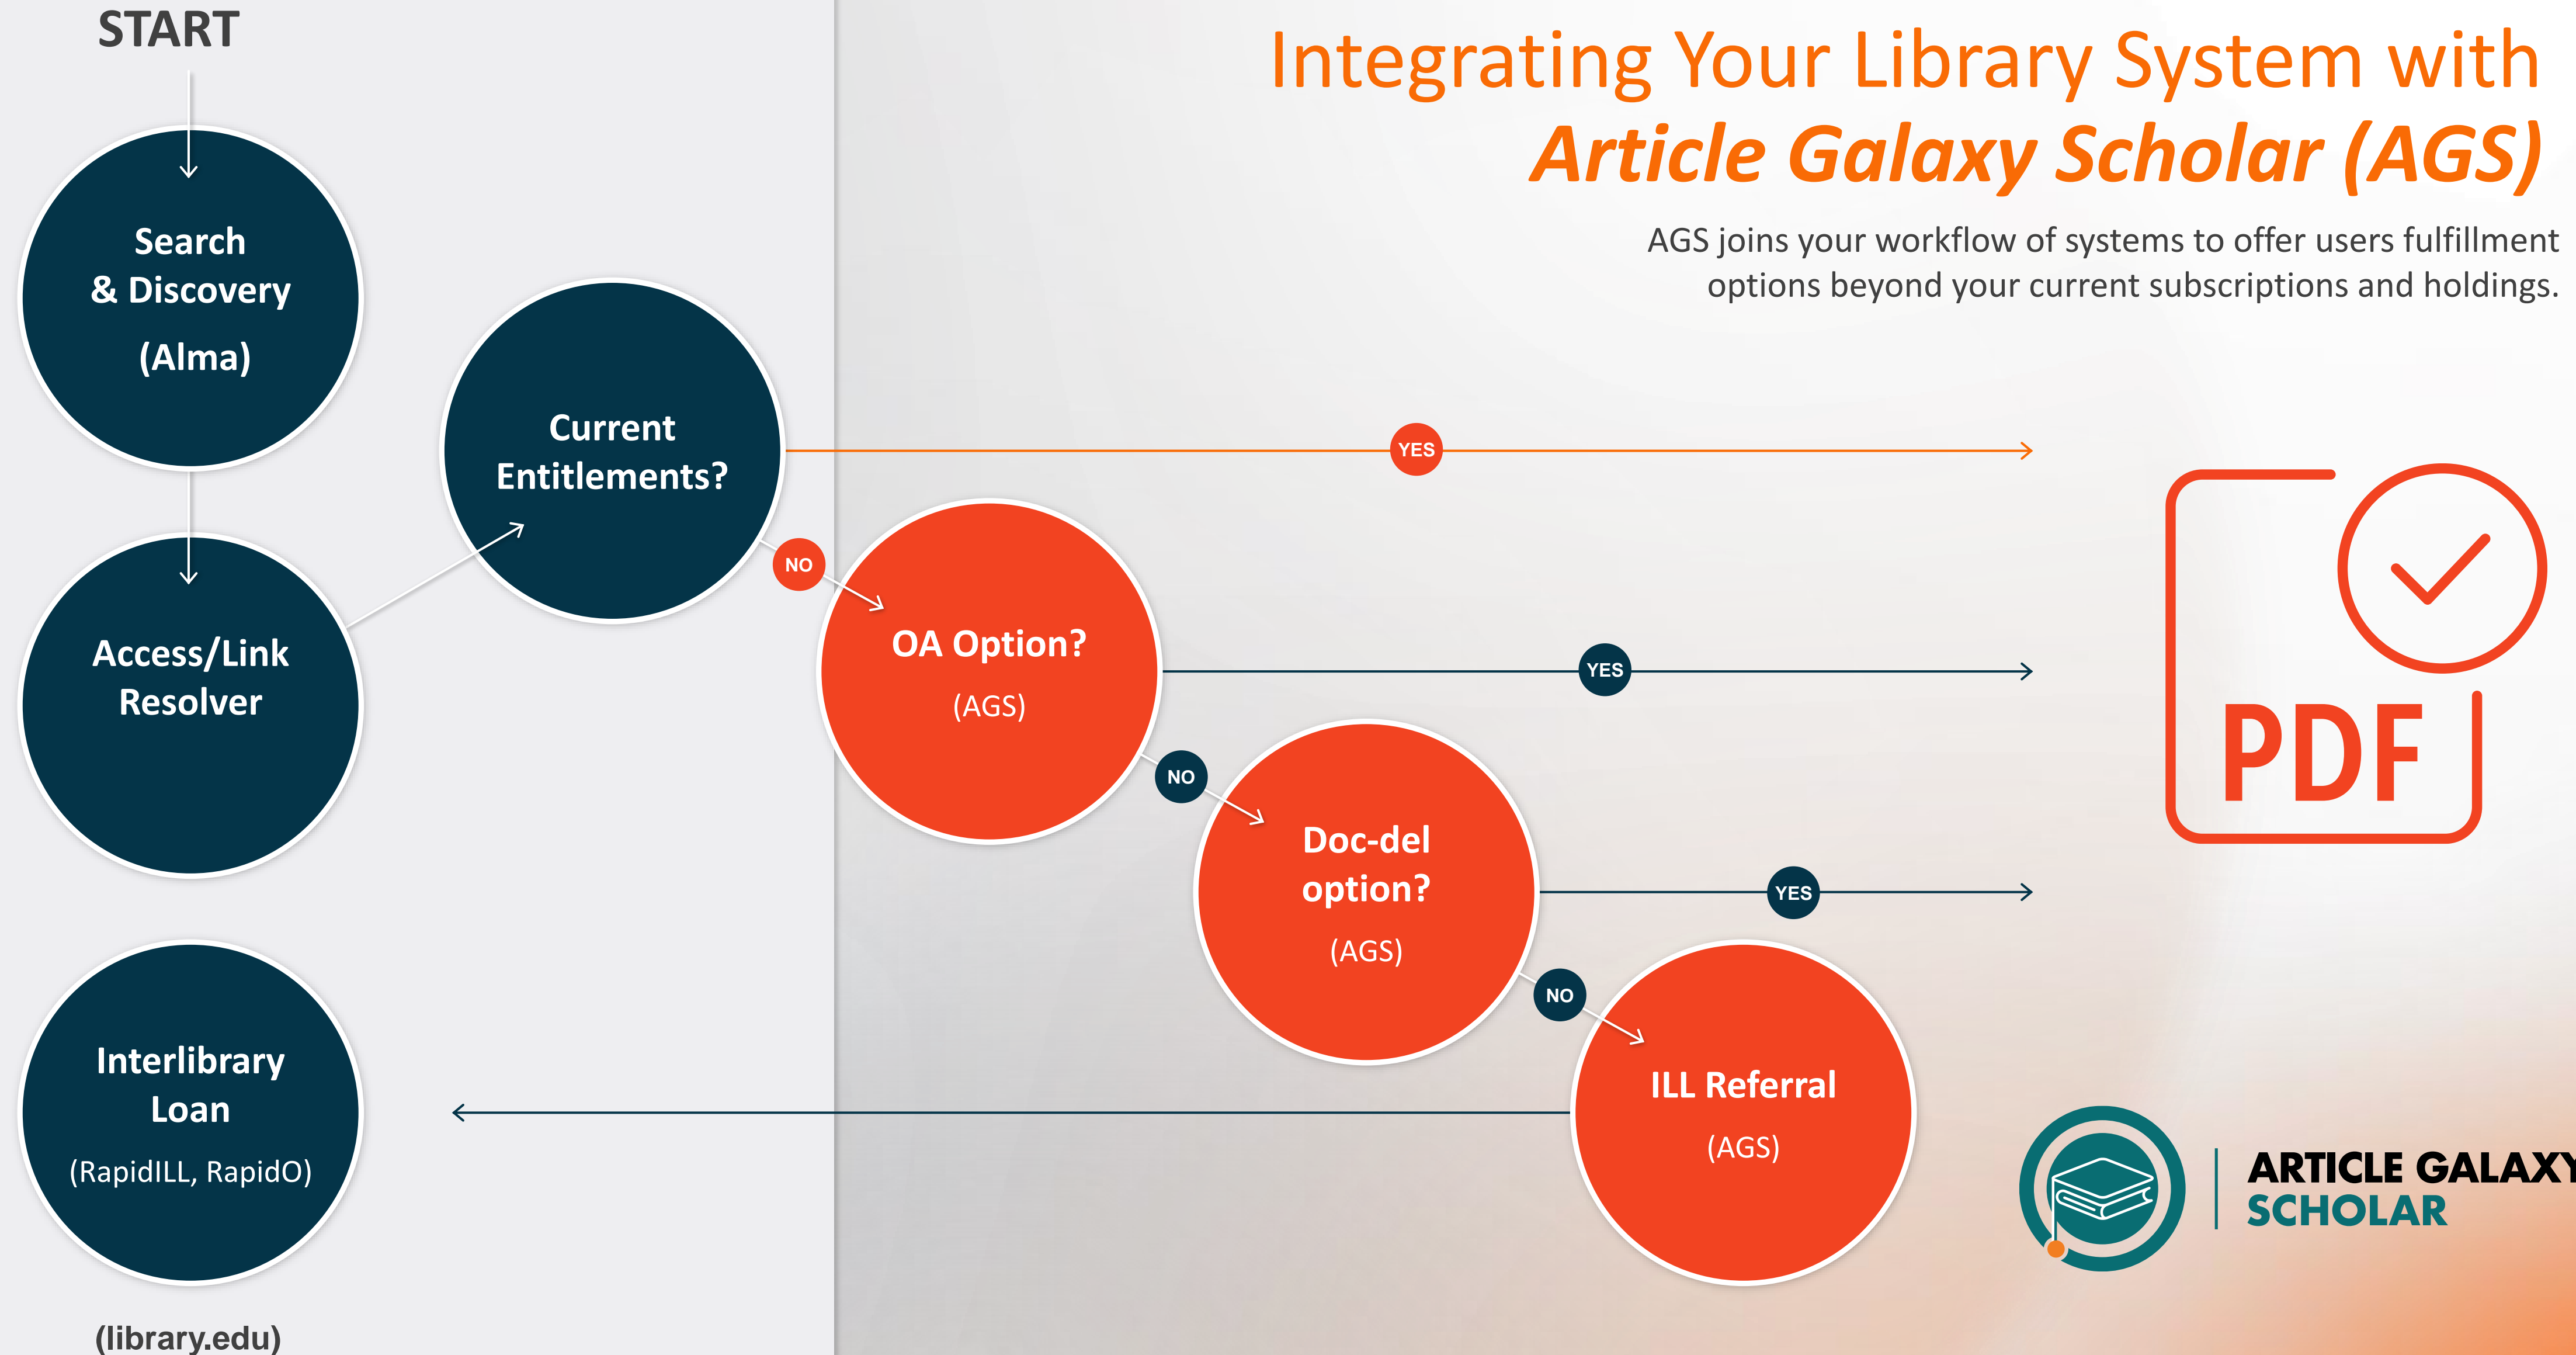 START
Integrating Your Library System with
Article Galaxy Scholar (AGS)
AGS joins your workflow of systems to offer users fulfillment
options beyond your current subscriptions and holdings.
Search
& Discovery
(Alma)
Access/Link
Resolver
Current
Entitlements?
YES
NO
OA Option?
(AGS)
YES
NO
Doc-del
option?
(AGS)
YES
NO
ILL Referral
(AGS)
Interlibrary
Loan
(RapidILL, RapidO)
(library.edu)
PDF
ARTICLE GALAXY
SCHOLAR